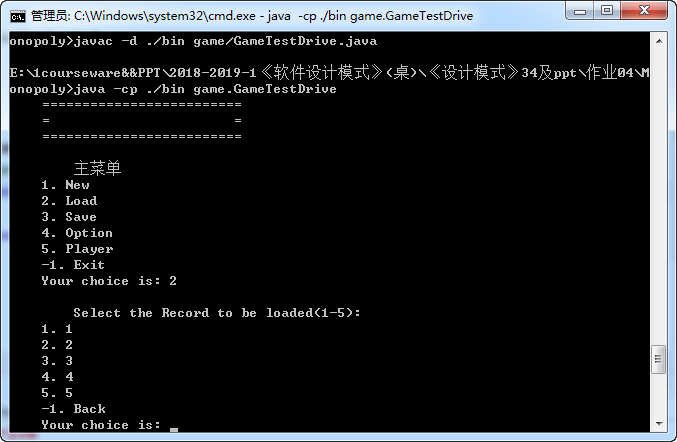 管理员: C:\Windows\system32\cmd.exe - java -cp ./bin game.GameTestDrive
onopoly>javac -d ./bin game/GameTestDrive.java
E:\1courseware&&PPT\2018-2019-1《软件设计模式》(桌)\《设计模式》34及ppt\作业04\M
onopoly>java -cp ./bin game.GameTestDrive
=========================
= =
=========================
主菜单
1. New
2. Load
3. Save
4. Option
5. Player
-1. Exit
Your choice is: 2
Select the Record to be loaded(1-5):
1. 1
2. 2
3. 3
4. 4
5. 5
-1. Back
Your choice is: _